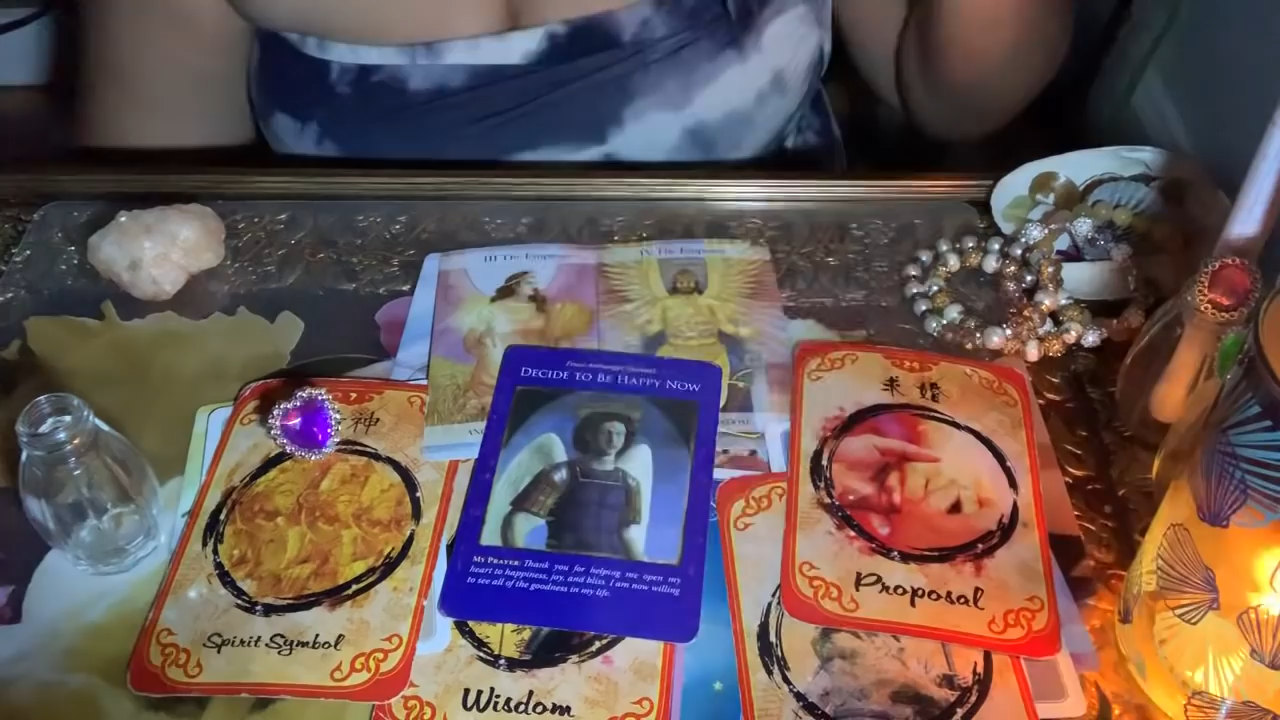 III The Empress
IV The Emperor
DECIDE TO BE HAPPY NOW
MY PRAYER: Thank you for helping me open my
heart to happiness, joy, and bliss. I am now willing
to see all of the goodness in my life.
神
Spirit Symbol
Wisdom
求婚
Proposal